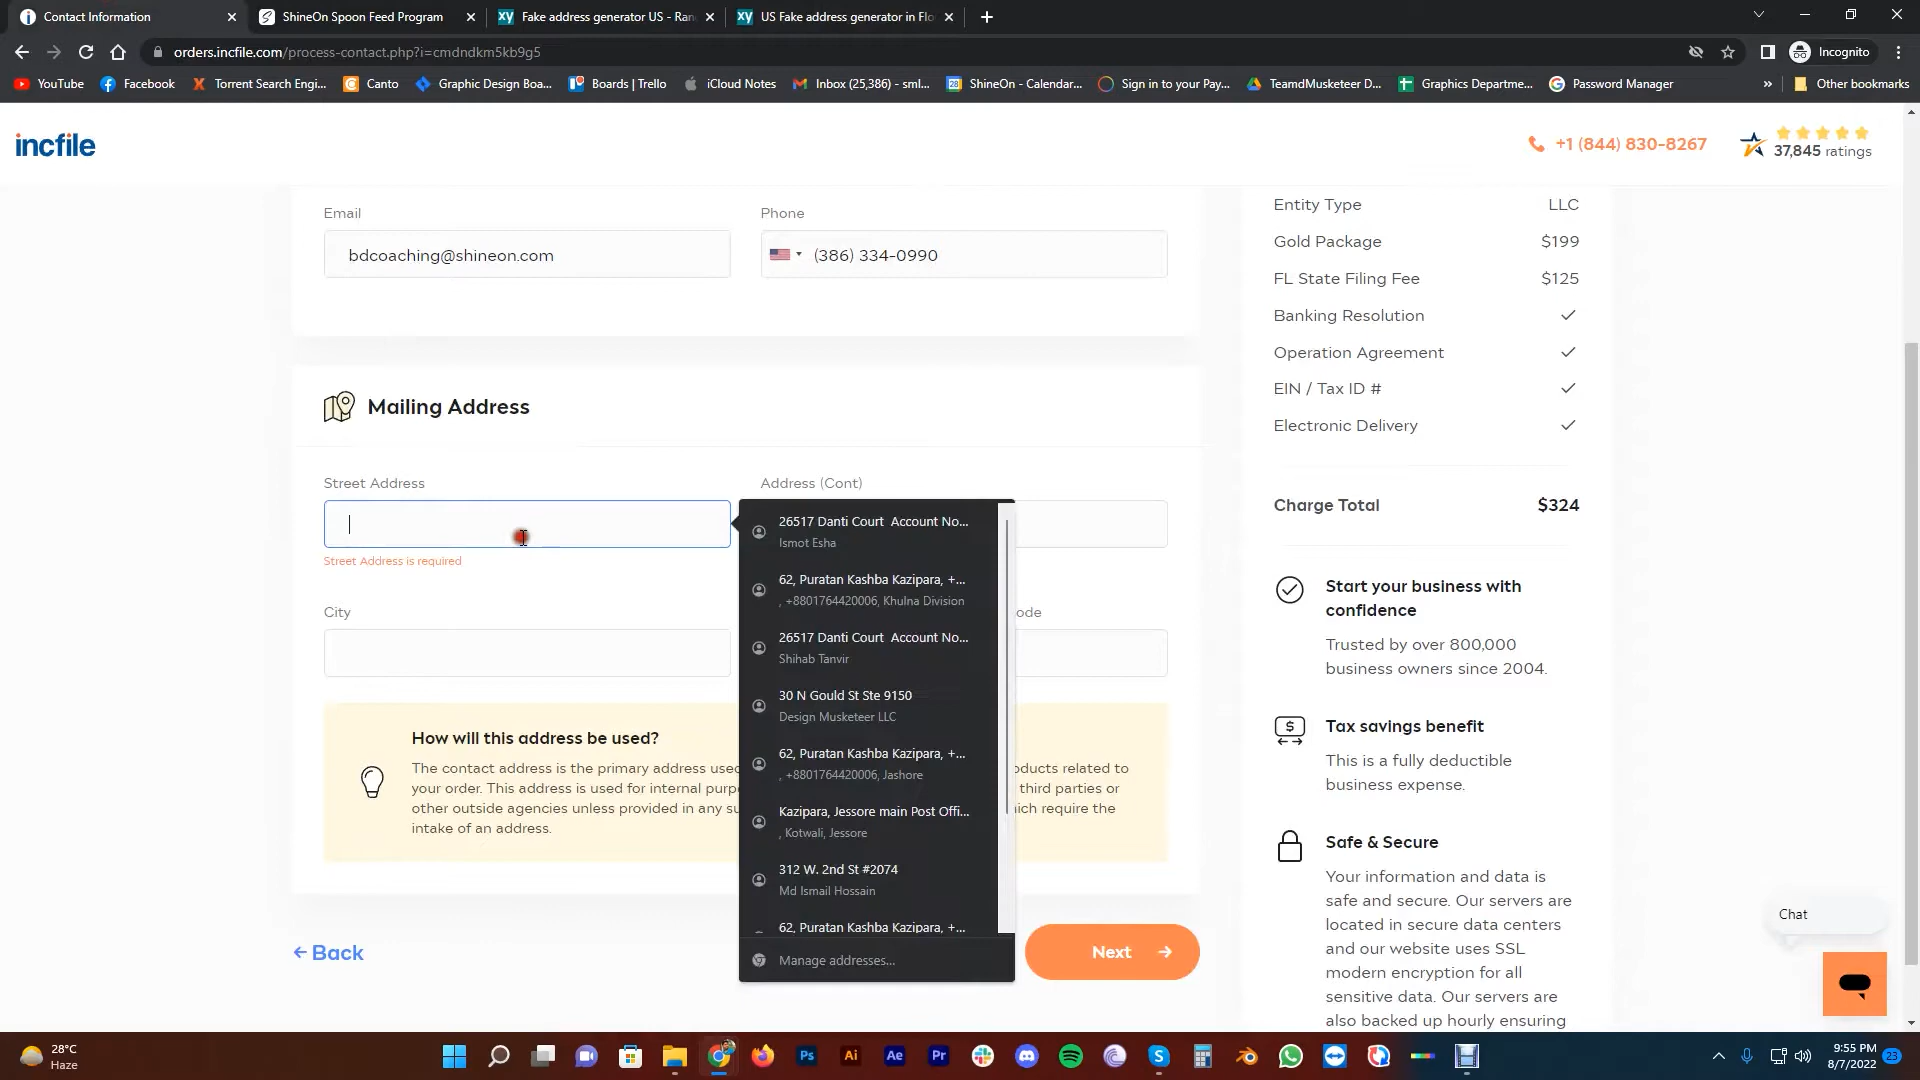 Contact Information
ShineOn Spoon Feed Program
Fake address generator US - Ran
US Fake address generator in Flo
orders.incfile.com/process-contact.php?i=cmdndkm5kb9g5
Incognito
YouTube
Facebook
Torrent Search Engi...
Canto
Graphic Design Boa...
Boards | Trello
iCloud Notes
Inbox (25,386) - sml...
ShineOn - Calendar...
Sign in to your Pay...
TeamdMusketeer D...
Graphics Departme...
Password Manager
»
Other bookmarks
incfile
+1 (844) 830-8267
37,845 ratings
Email
Phone
bdcoaching@shineon.com
(386) 334-0990
Mailing Address
Street Address
Address (Cont)
Street Address is required
City
ode
26517 Danti Court Account No...
Ismot Esha
62, Puratan Kashba Kazipara, +...
, +8801764420006, Khulna Division
26517 Danti Court Account No...
Shihab Tanvir
30 N Gould St Ste 9150
Design Musketeer LLC
62, Puratan Kashba Kazipara, +...
, +8801764420006, Jashore
Kazipara, Jessore main Post Offi...
, Kotwali, Jessore
312 W. 2nd St #2074
Md Ismail Hossain
62, Puratan Kashba Kazipara, +...
Manage addresses...
How will this address be used?
The contact address is the primary address used
oducts related to
your order. This address is used for internal purp
third parties or
other outside agencies unless provided in any su
ich require the
intake of an address.
Back
Next
Entity Type
LLC
Gold Package
$199
FL State Filing Fee
$125
Banking Resolution
Operation Agreement
EIN / Tax ID #
Electronic Delivery
Charge Total
$324
Start your business with
confidence
Trusted by over 800,000
business owners since 2004.
Tax savings benefit
This is a fully deductible
business expense.
Safe & Secure
Your information and data is
safe and secure. Our servers are
located in secure data centers
and our website uses SSL
modern encryption for all
sensitive data. Our servers are
also backed up hourly ensuring
Chat
28°C
Haze
Ps
Ai
Ae
Pr
9:55 PM
8/7/2022
23